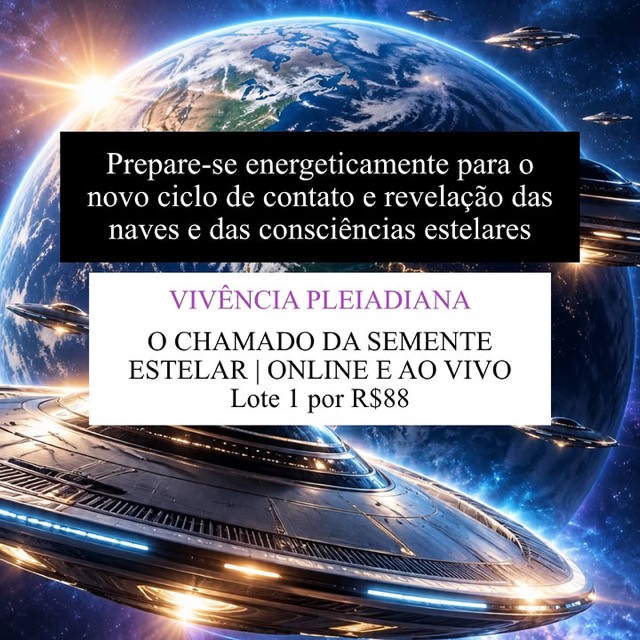 Prepare-se energeticamente para o
novo ciclo de contato e revelação das
naves e das consciências estelares
VIVÊNCIA PLEIADIANA
O CHAMADO DA SEMENTE
ESTELAR | ONLINE E AO VIVO
Lote 1 por R$88